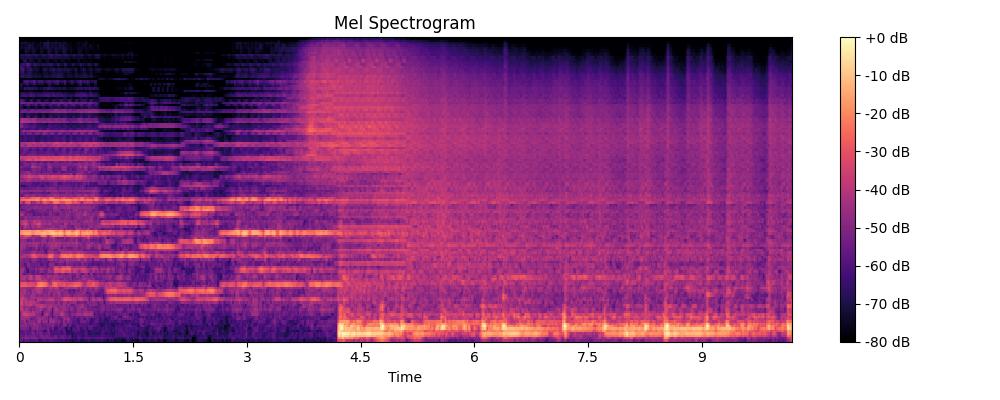 Mel Spectrogram
+0 dB
-10 dB
-20 dB
-30 dB
-40 dB
-50 dB
-60 dB
-70 dB
-80 dB
0 1.5 3 4.5 6 7.5 9
Time